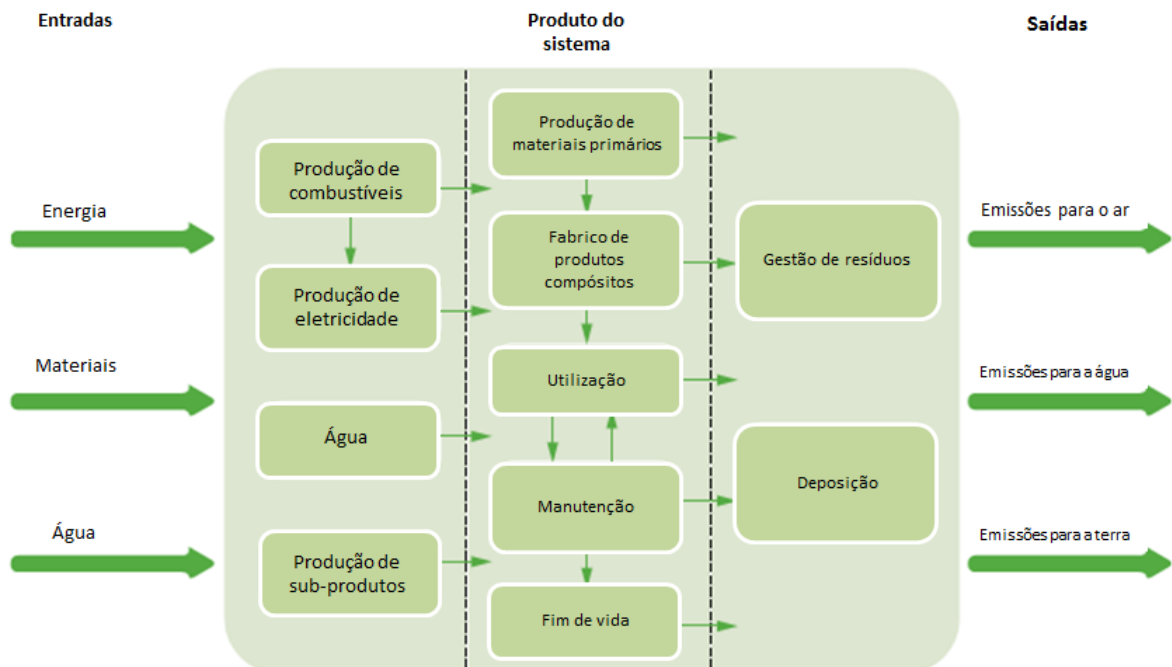 Entradas
Produto do
sistema
Saídas
Energia
Materiais
Água
Produção de
combustíveis
Produção de
eletricidade
Água
Produção de
sub-produtos
Produção de
materiais primários
Fabrico de
produtos
compósitos
Utilização
Manutenção
Fim de vida
Gestão de resíduos
Deposição
Emissões para o ar
Emissões para a água
Emissões para a terra